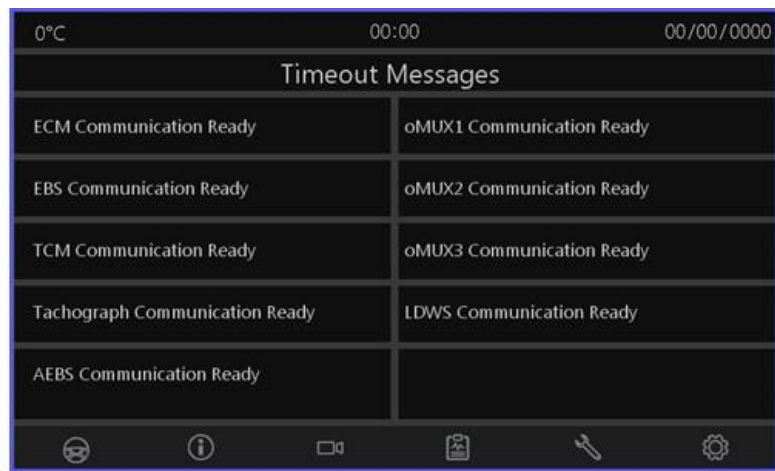 0°C 00:00 00/00/0000
Timeout Messages
ECM Communication Ready
oMUX1 Communication Ready
EBS Communication Ready
oMUX2 Communication Ready
TCM Communication Ready
oMUX3 Communication Ready
Tachograph Communication Ready
LDWS Communication Ready
AEBS Communication Ready